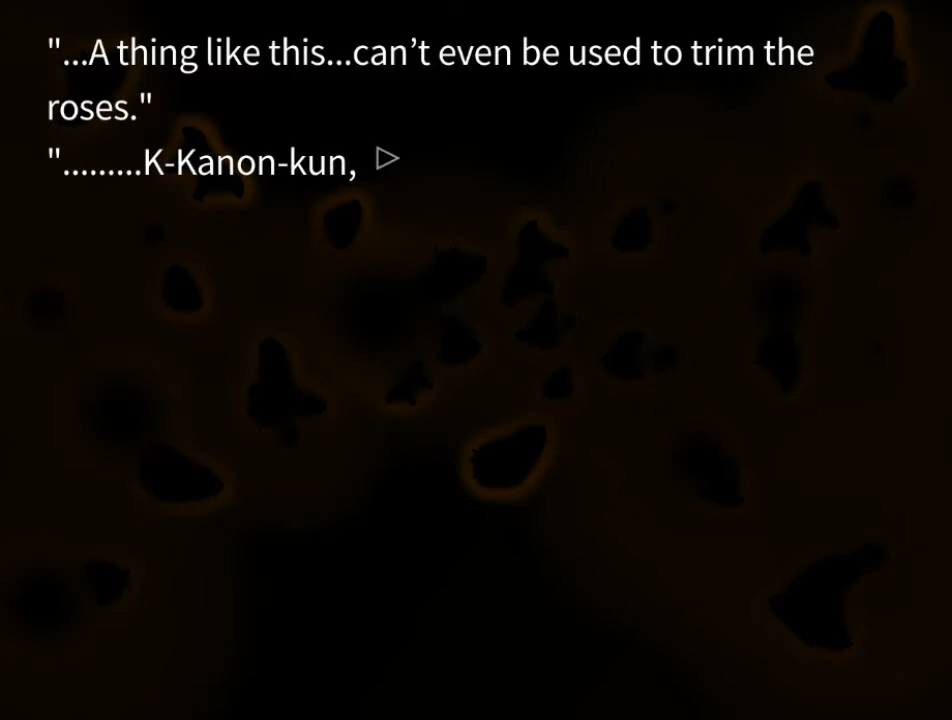 "...A thing like this...can’t even be used to trim the
roses."
".........K-Kanon-kun,